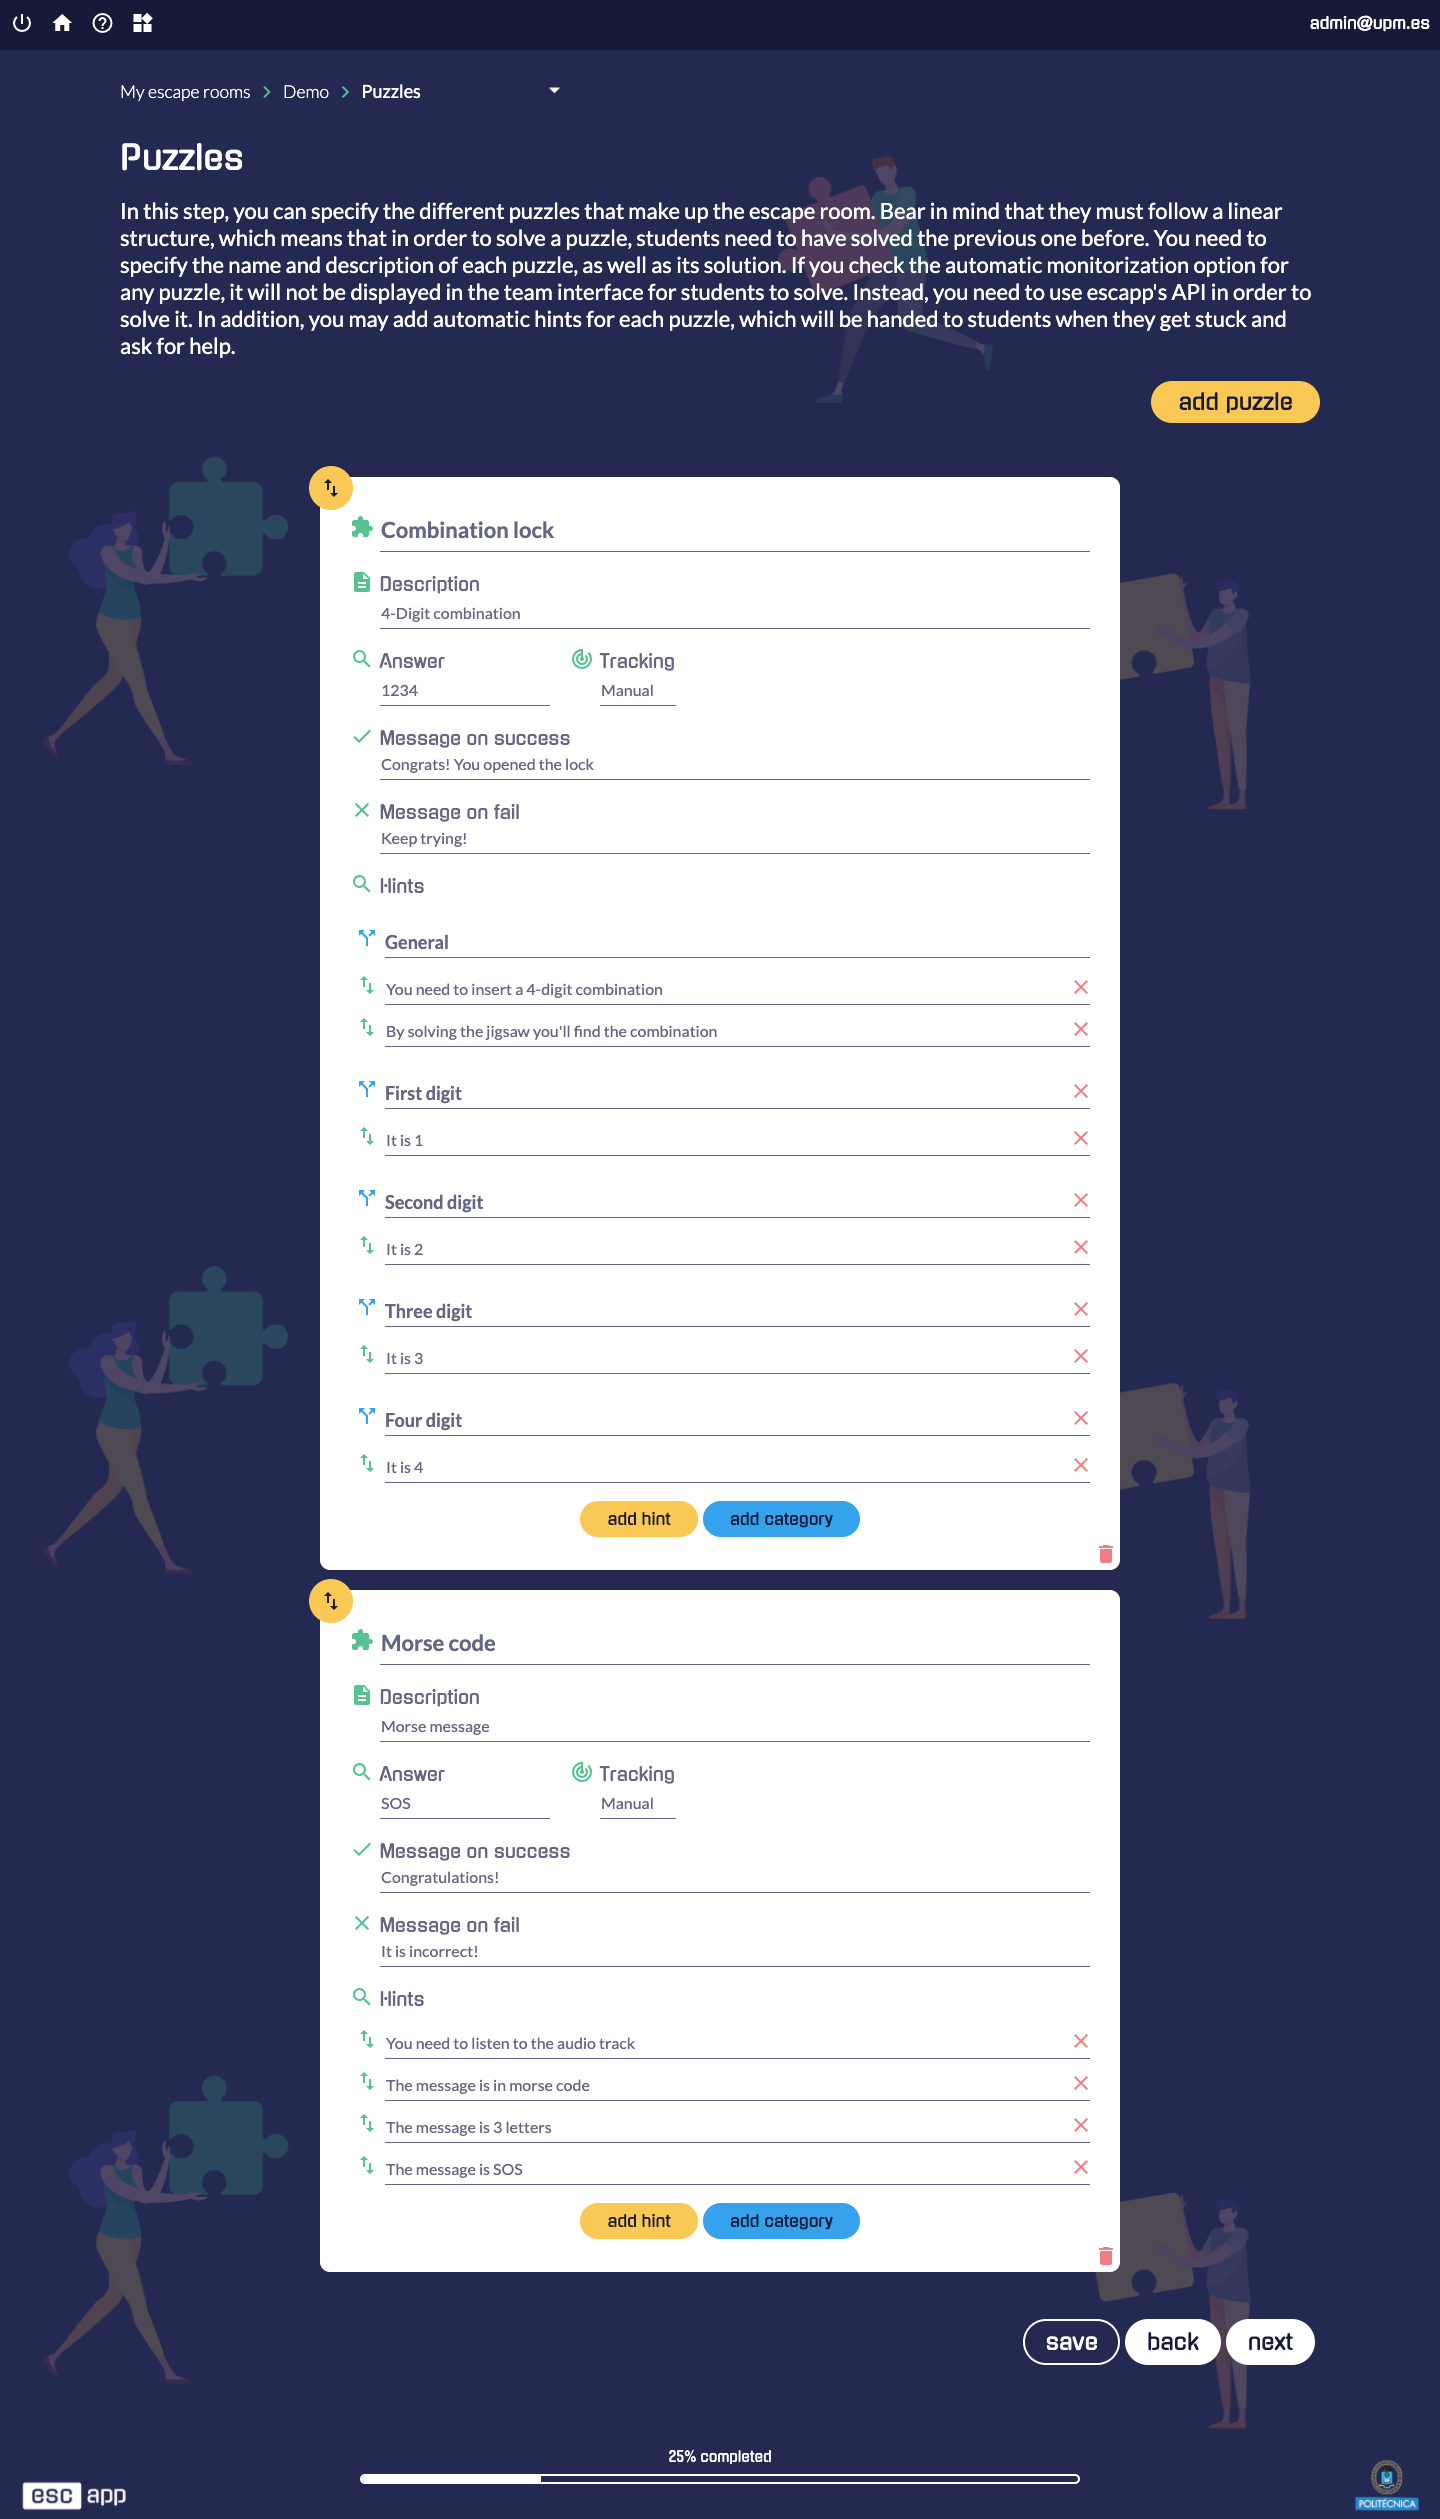 admin@upm.es
My escape rooms > Demo > Puzzles
Puzzles
In this step, you can specify the different puzzles that make up the escape room. Bear in mind that they must follow a linear
structure, which means that in order to solve a puzzle, students need to have solved the previous one before. You need to
specify the name and description of each puzzle, as well as its solution. If you check the automatic monitorization option for
any puzzle, it will not be displayed in the team interface for students to solve. Instead, you need to use escapp's API in order to
solve it. In addition, you may add automatic hints for each puzzle, which will be handed to students when they get stuck and
ask for help.
add puzzle
Combination lock
Description
4-Digit combination
Answer Tracking
1234 Manual
Message on success
Congrats! You opened the lock
Message on fail
Keep trying!
Hints
General
You need to insert a 4-digit combination
By solving the jigsaw you'll find the combination
First digit
It is 1
Second digit
It is 2
Three digit
It is 3
Four digit
It is 4
add hint add category
Morse code
Description
Morse message
Answer Tracking
SOS Manual
Message on success
Congratulations!
Message on fail
It is incorrect!
Hints
You need to listen to the audio track
The message is in morse code
The message is 3 letters
The message is SOS
add hint add category
save back next
25% completed
esc app
POLITÉCNICA